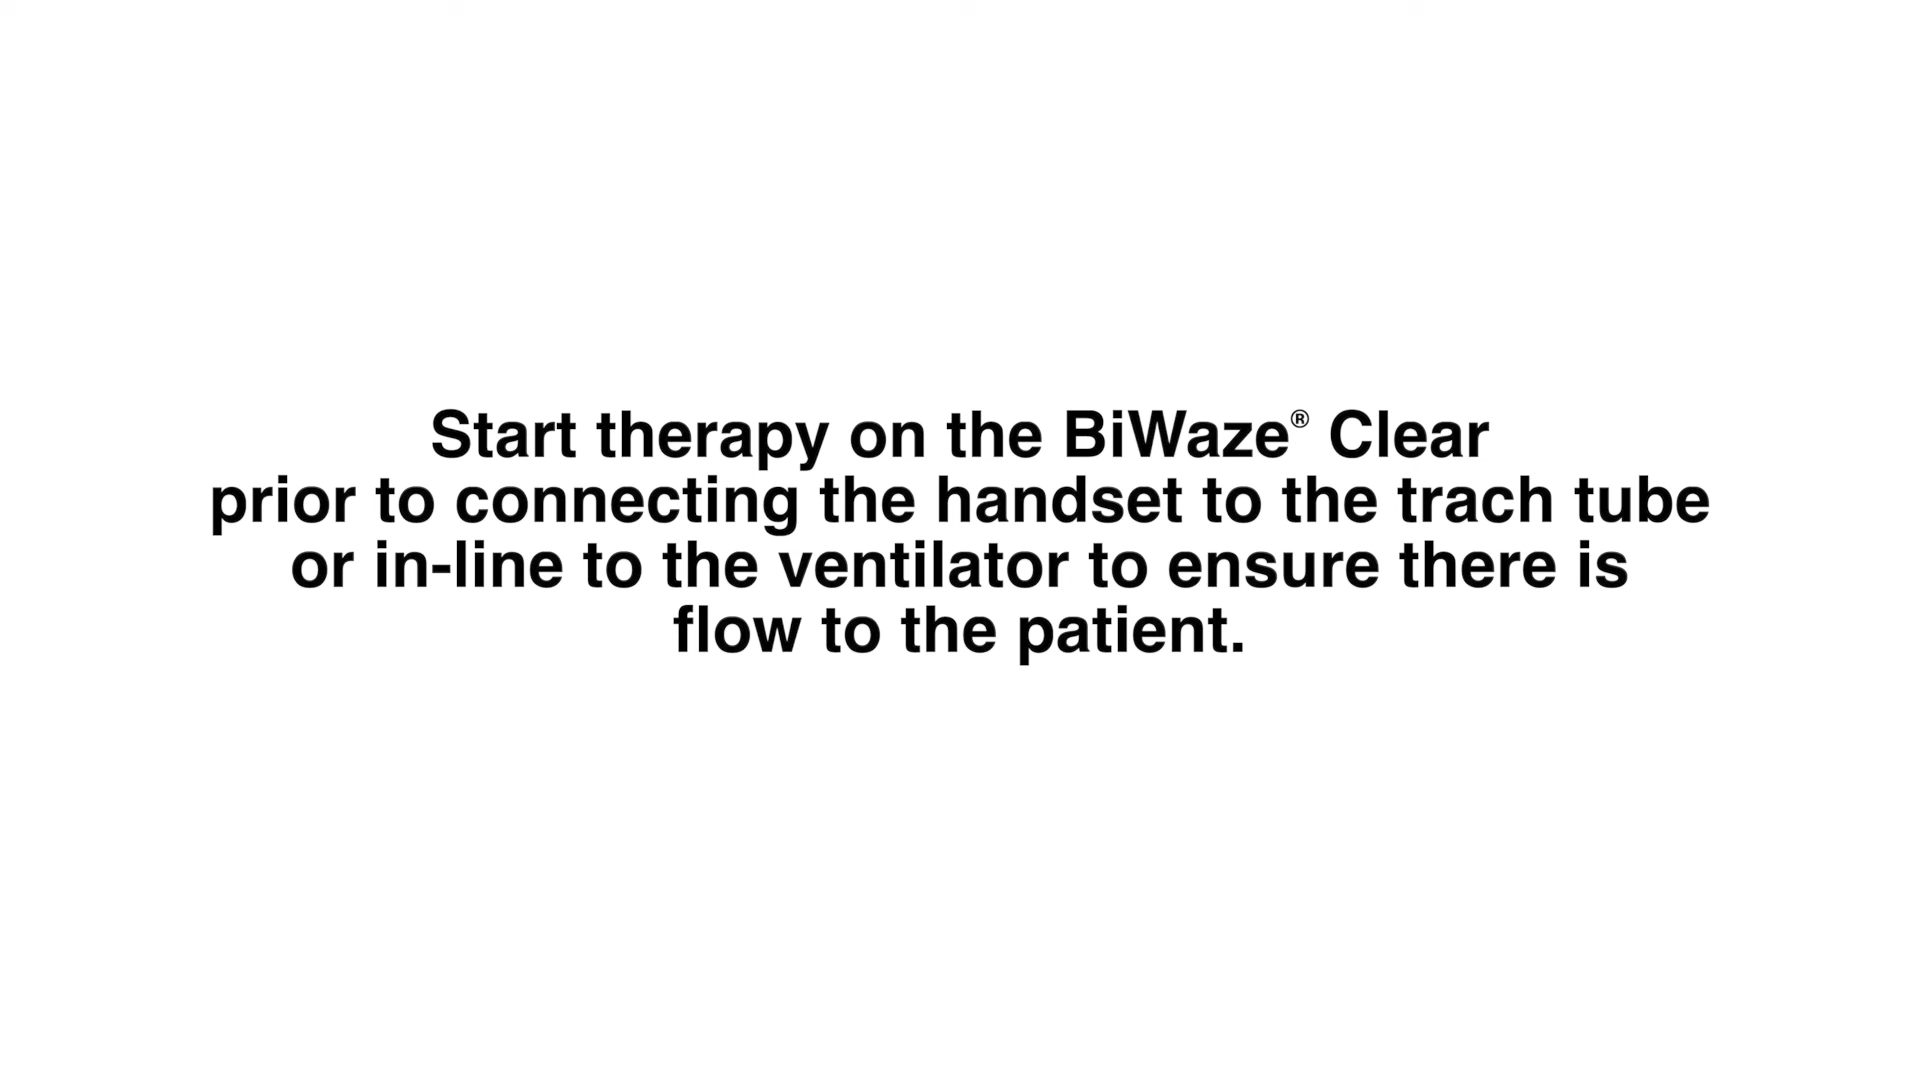 Start therapy on the BiWaze® Clear
prior to connecting the handset to the trach tube
or in-line to the ventilator to ensure there is
flow to the patient.